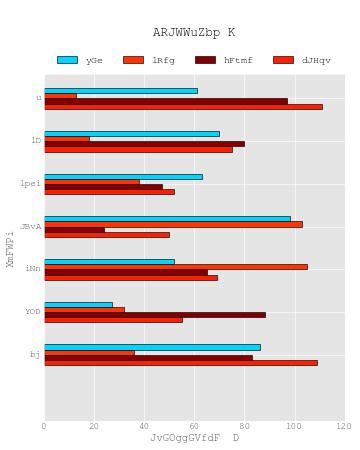 ARJWWuZbp K
yGe lRfg hFtmf dJHqv
u
lD
lpei
JBvA
iNn
YOD
bj
XmFWPi
0 20 40 60 80 100 120
JvGOggGVfdF D